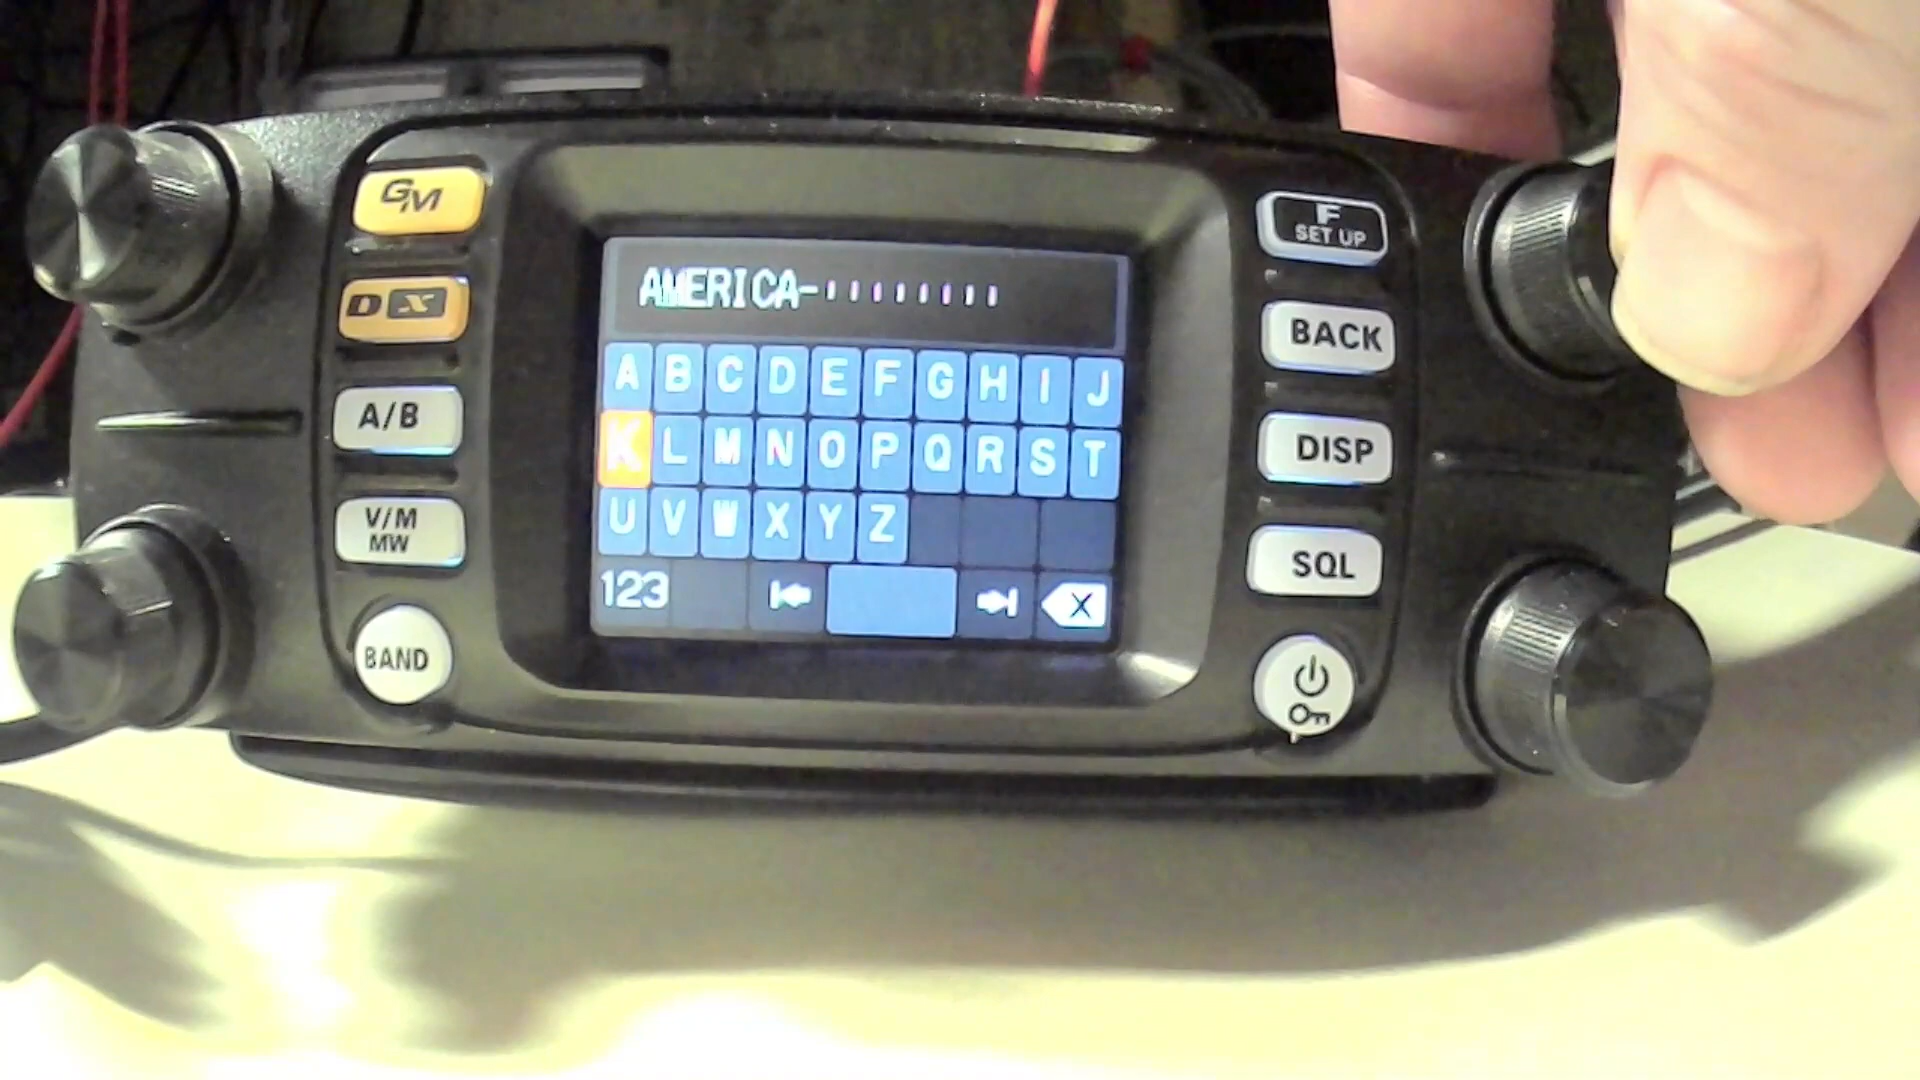 GM
DX
A/B
V/M
MW
BAND
AMERICA-
A B C D E F G H I J
K L M N O P Q R S T
U V W X Y Z
123
X
F
SET UP
BACK
DISP
SQL